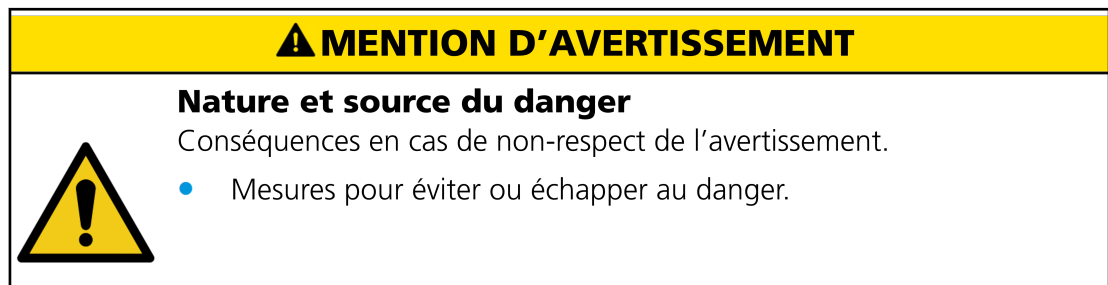 MENTION D’AVERTISSEMENT
Nature et source du danger
Conséquences en cas de non-respect de l’avertissement.
• Mesures pour éviter ou échapper au danger.